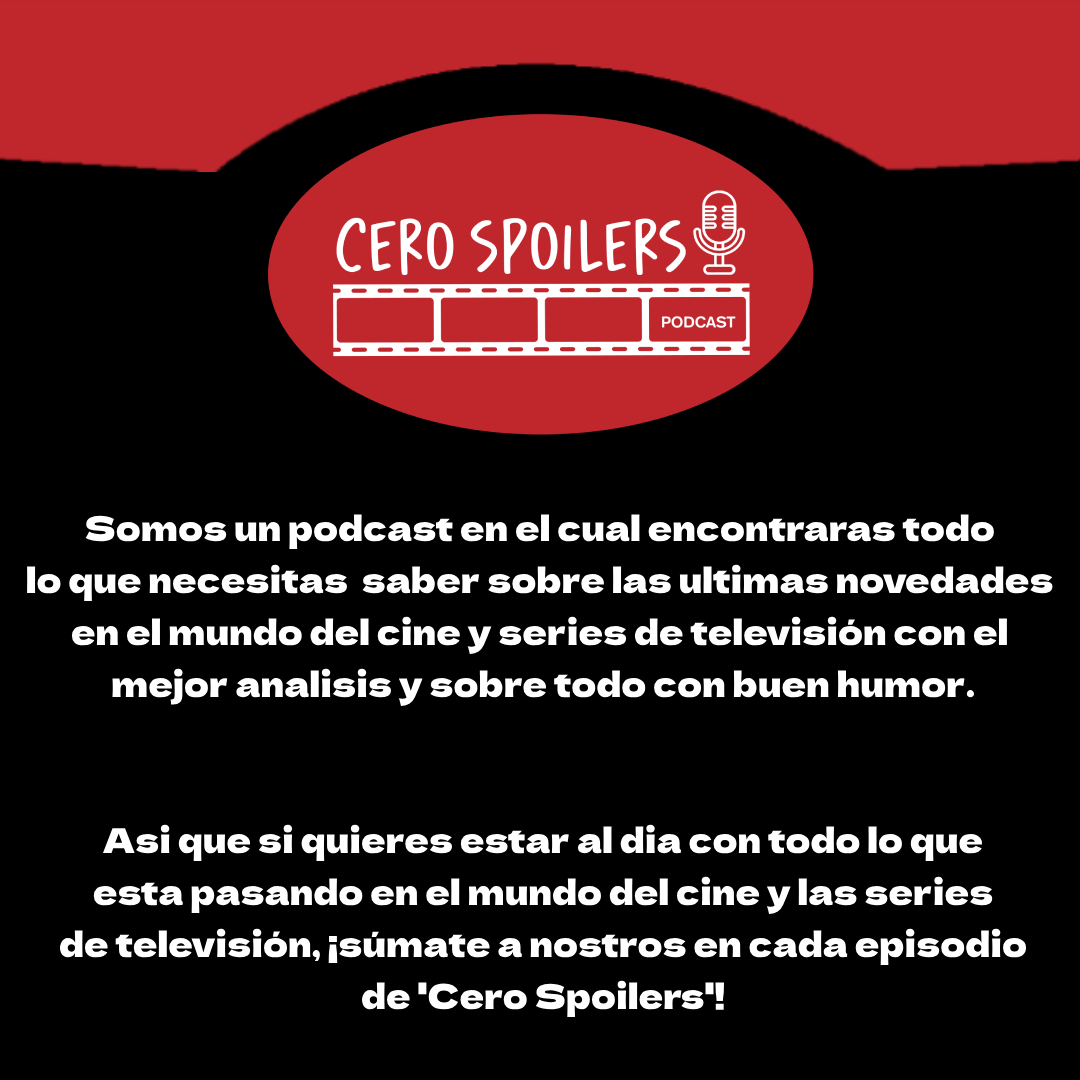 CERO SPOILERS
PODCAST
Somos un podcast en el cual encontraras todo
lo que necesitas  saber sobre las ultimas novedades
en el mundo del cine y series de televisión con el
mejor analisis y sobre todo con buen humor.
Asi que si quieres estar al dia con todo lo que
esta pasando en el mundo del cine y las series
de televisión, ¡súmate a nostros en cada episodio
de "Cero Spoilers"!